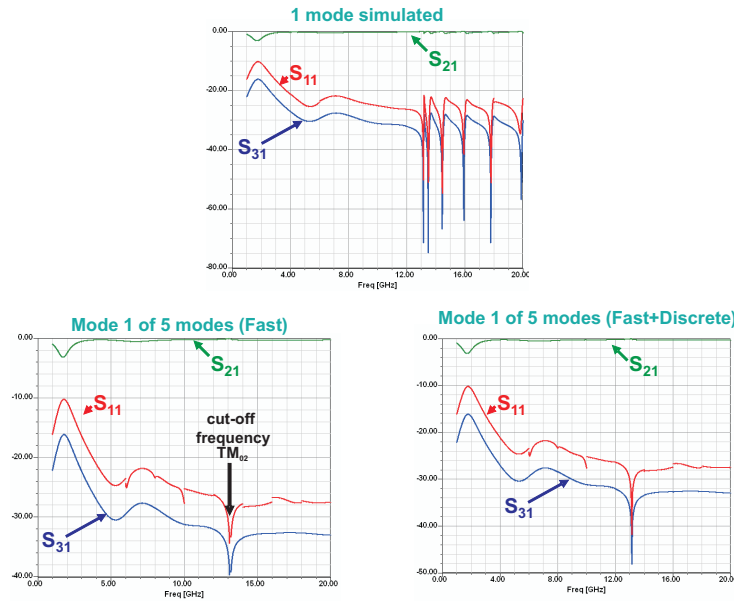 1 mode simulated
0.00
-20.00
-40.00
-60.00
-80.00
S21
S11
S31
0.00
4.00
8.00
12.00
16.00
20.00
Freq [GHz]
Mode 1 of 5 modes (Fast)
0.00
-10.00
-20.00
-30.00
-40.00
S21
S11
cut-off
frequency
TM02
S31
0.00
5.00
10.00
15.00
20.00
Freq [GHz]
Mode 1 of 5 modes (Fast+Discrete)
0.00
-10.00
-20.00
-30.00
-40.00
-50.00
S21
S11
S31
0.00
4.00
8.00
12.00
16.00
20.00
Freq [GHz]